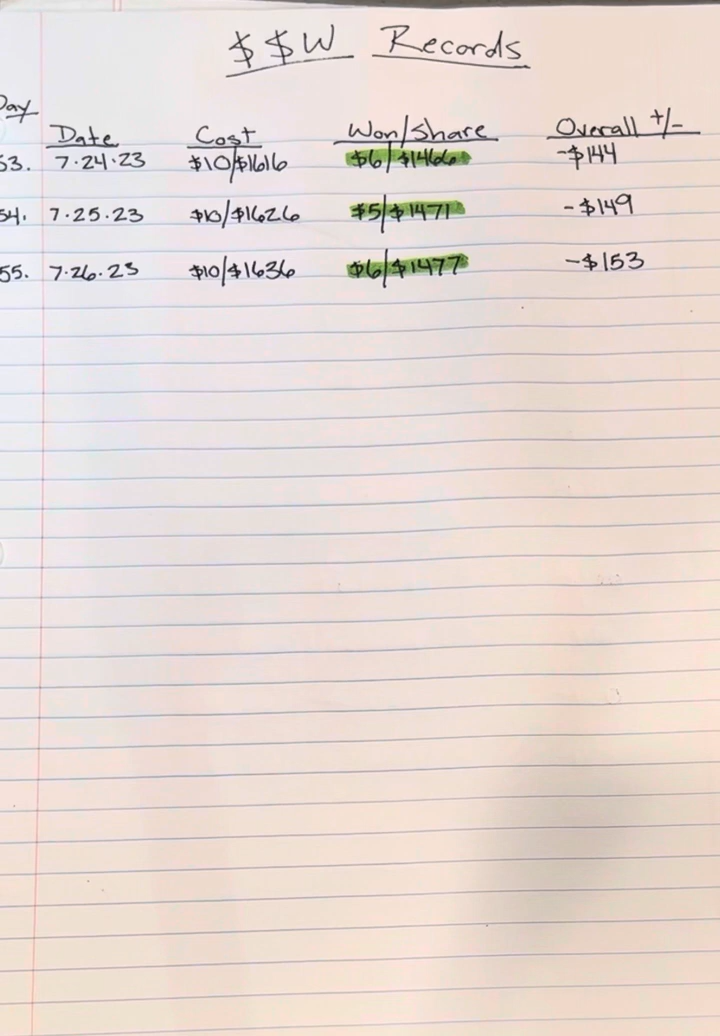 $$W Records
Day Date Cost Won/Share Overall +/-
53. 7.24.23 $10/$1616 $6/$1466 -$144
54. 7.25.23 $10/$1626 $5/$1471 -$149
55. 7.26.23 $10/$1636 $6/$1477 -$153